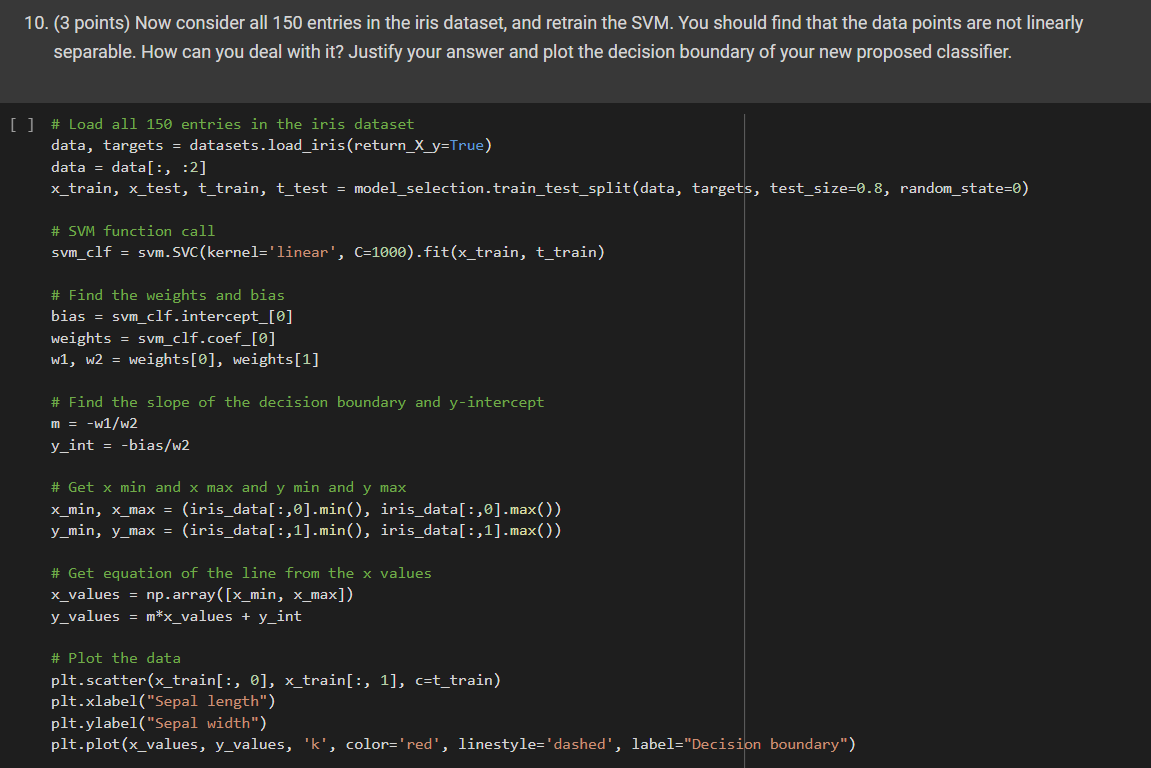 10. (3 points) Now consider all 150 entries in the iris dataset, and retrain the SVM. You should find that the data points are not linearly
separable. How can you deal with it? Justify your answer and plot the decision boundary of your new proposed classifier.
[ ] # Load all 150 entries in the iris dataset
data, targets = datasets.load_iris(return_X_y=True)
data = data[:, :2]
x_train, x_test, t_train, t_test = model_selection.train_test_split(data, targets, test_size=0.8, random_state=0)
# SVM function call
svm_clf = svm.SVC(kernel='linear', C=1000).fit(x_train, t_train)
# Find the weights and bias
bias = svm_clf.intercept_[0]
weights = svm_clf.coef_[0]
w1, w2 = weights[0], weights[1]
# Find the slope of the decision boundary and y-intercept
m = -w1/w2
y_int = -bias/w2
# Get x min and x max and y min and y max
x_min, x_max = (iris_data[:,0].min(), iris_data[:,0].max())
y_min, y_max = (iris_data[:,1].min(), iris_data[:,1].max())
# Get equation of the line from the x values
x_values = np.array([x_min, x_max])
y_values = m*x_values + y_int
# Plot the data
plt.scatter(x_train[:, 0], x_train[:, 1], c=t_train)
plt.xlabel("Sepal length")
plt.ylabel("Sepal width")
plt.plot(x_values, y_values, 'k', color='red', linestyle='dashed', label="Decision boundary")